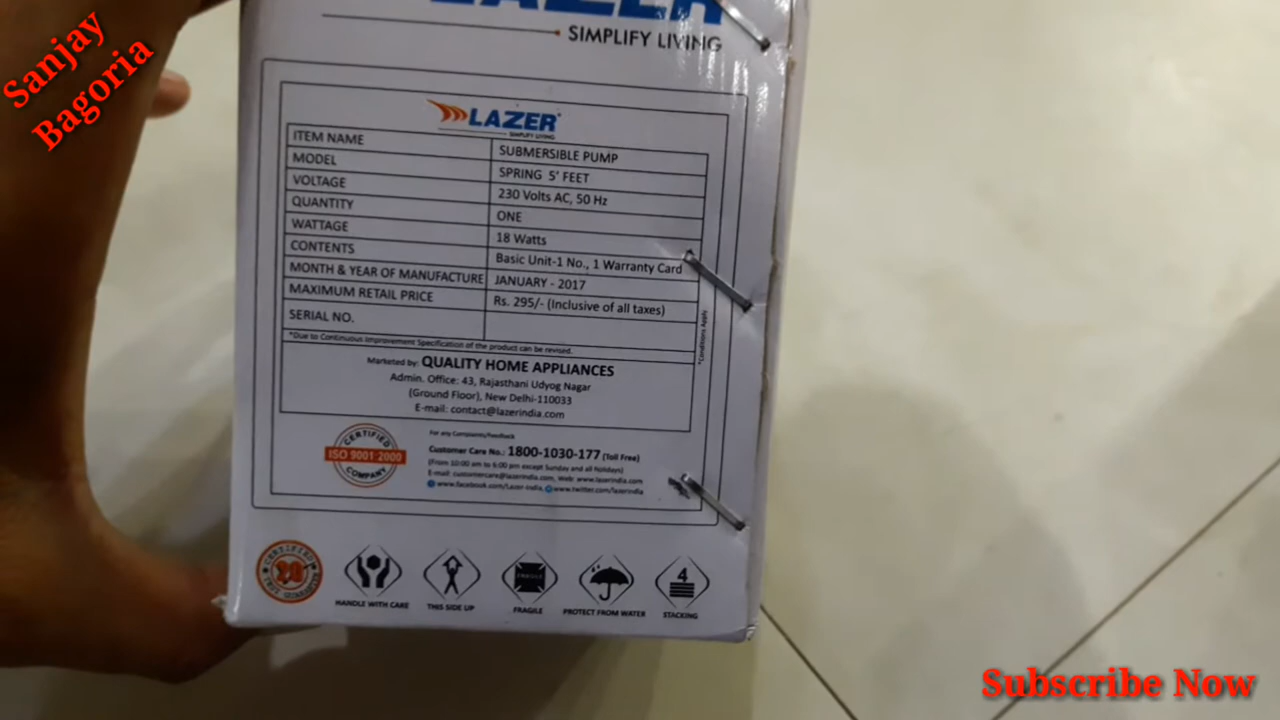 Sanjay
Bagoria
LAZER
SIMPLIFY LIVING
LAZER
SIMPLIFY LIVING
ITEM NAME SUBMERSIBLE PUMP
MODEL SPRING 5' FEET
VOLTAGE 230 Volts AC, 50 Hz
QUANTITY ONE
WATTAGE 18 Watts
CONTENTS Basic Unit-1 No., 1 Warranty Card
MONTH & YEAR OF MANUFACTURE JANUARY - 2017
MAXIMUM RETAIL PRICE Rs. 295/- (Inclusive of all taxes)
SERIAL NO.
*Due to Continuous Improvement Specification of the product can be revised.
*Conditions Apply
Marketed by: QUALITY HOME APPLIANCES
Admin. Office: 43, Rajasthani Udyog Nagar
(Ground Floor), New Delhi-110033
E-mail: contact@lazerindia.com
CERTIFIED
ISO 9001:2000
COMPANY
For any Complaints/Feedback
Customer Care No.: 1800-1030-177 (Toll Free)
(From 10:00 am to 6:00 pm except Sunday and all Holidays)
E-mail: customercare@lazerindia.com, Web: www.lazerindia.com
www.facebook.com/Lazer-India, www.twitter.com/lazerindia
CERTIFIED
HANDLE WITH CARE
THIS SIDE UP
FRAGILE
PROTECT FROM WATER
4
STACKING
Subscribe Now